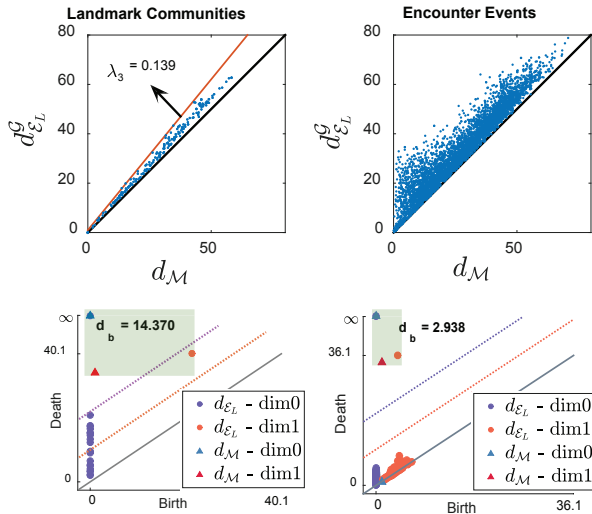 Landmark Communities
80
60
40
20
0
0
50
λ₃ = 0.139
d^𝒢_{ℰ_L}
d_ℳ
Encounter Events
80
60
40
20
0
0
50
d^𝒢_{ℰ_L}
d_ℳ
∞
40.1
0
Death
d_b = 14.370
d_{ℰ_L} - dim0
d_{ℰ_L} - dim1
d_ℳ - dim0
d_ℳ - dim1
0
Birth
40.1
∞
36.1
0
Death
d_b = 2.938
d_{ℰ_L} - dim0
d_{ℰ_L} - dim1
d_ℳ - dim0
d_ℳ - dim1
0
Birth
36.1